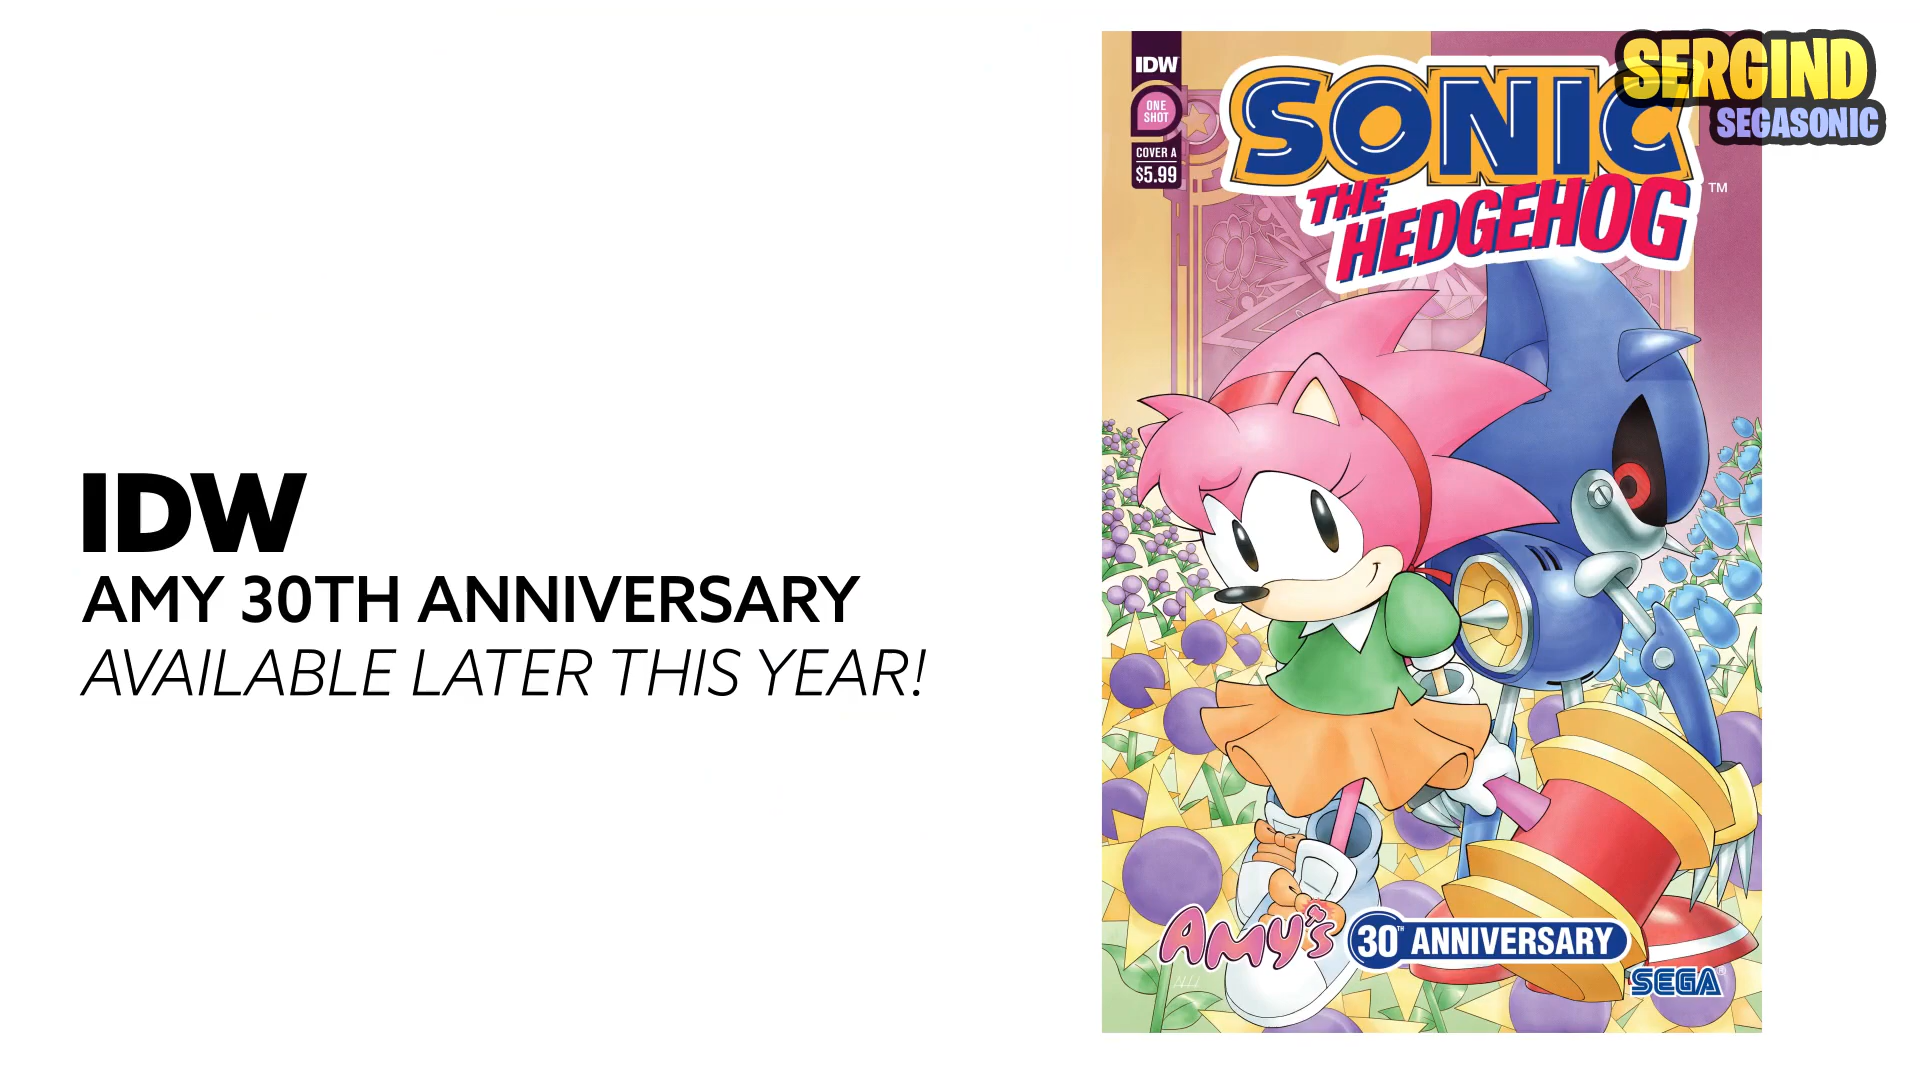 IDW
AMY 30TH ANNIVERSARY
AVAILABLE LATER THIS YEAR!
IDW
ONE
SHOT
COVER A
$5.99
SONIC
THE
HEDGEHOG
TM
SERGIND
SEGASONIC
AMY'S
30TH ANNIVERSARY
SEGA®